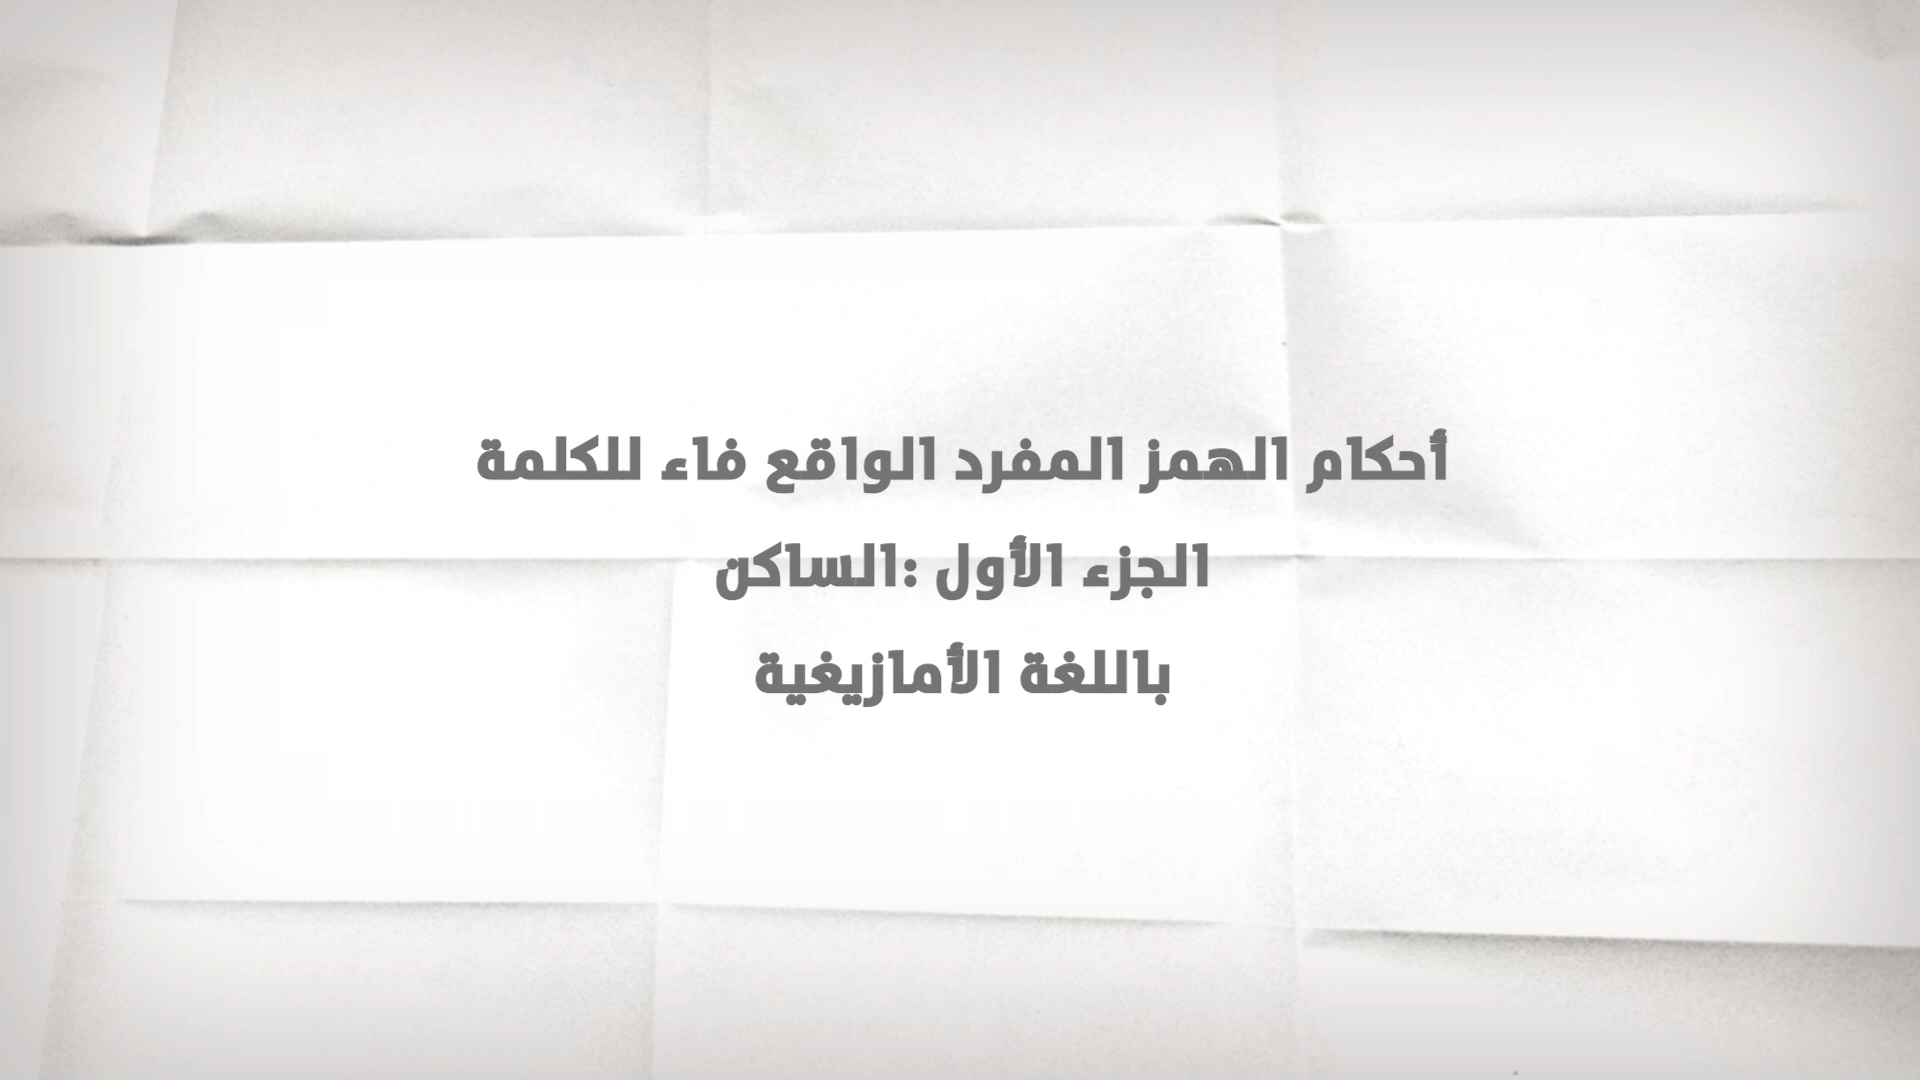 أحكام الهمز المفرد الواقع فاء للكلمة
الجزء الأول :الساكن
باللغة الأمازيغية